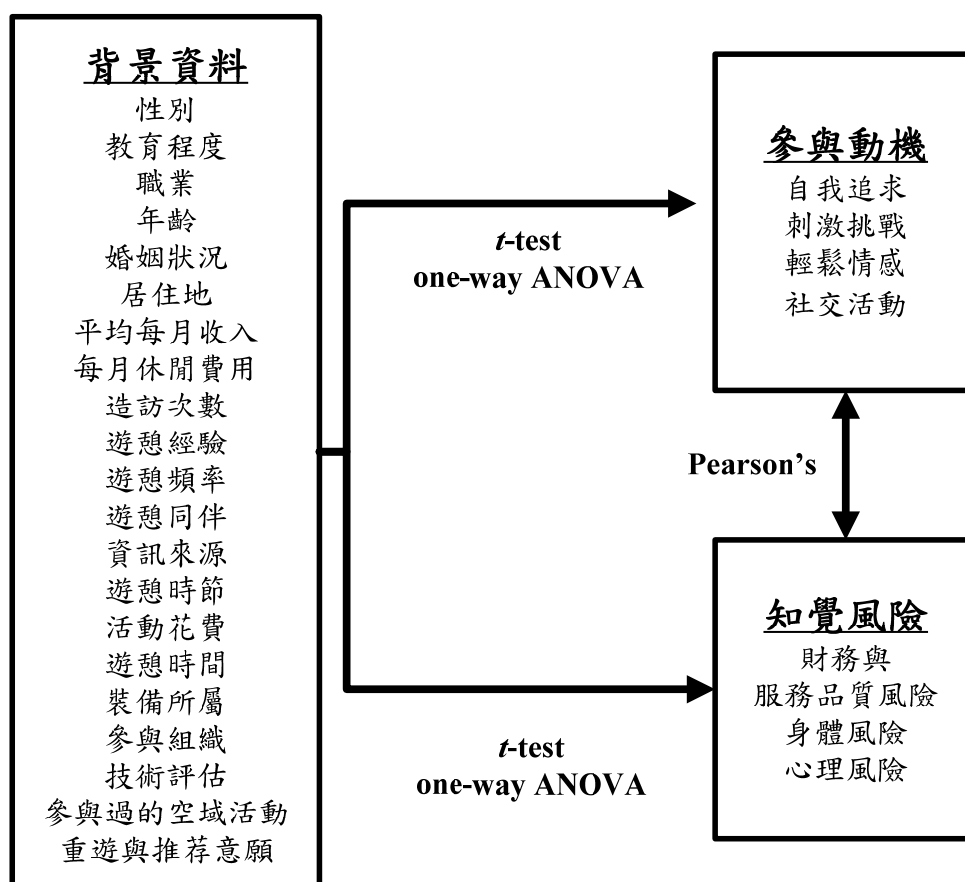 背景資料
性別
教育程度
職業
年齡
婚姻狀況
居住地
平均每月收入
每月休閒費用
造訪次數
遊憩經驗
遊憩頻率
遊憩同伴
資訊來源
遊憩時節
活動花費
遊憩時間
裝備所屬
參與組織
技術評估
參與過的空域活動
重遊與推荐意願
t-test
one-way ANOVA
參與動機
自我追求
刺激挑戰
輕鬆情感
社交活動
Pearson’s
t-test
one-way ANOVA
知覺風險
財務與
服務品質風險
身體風險
心理風險